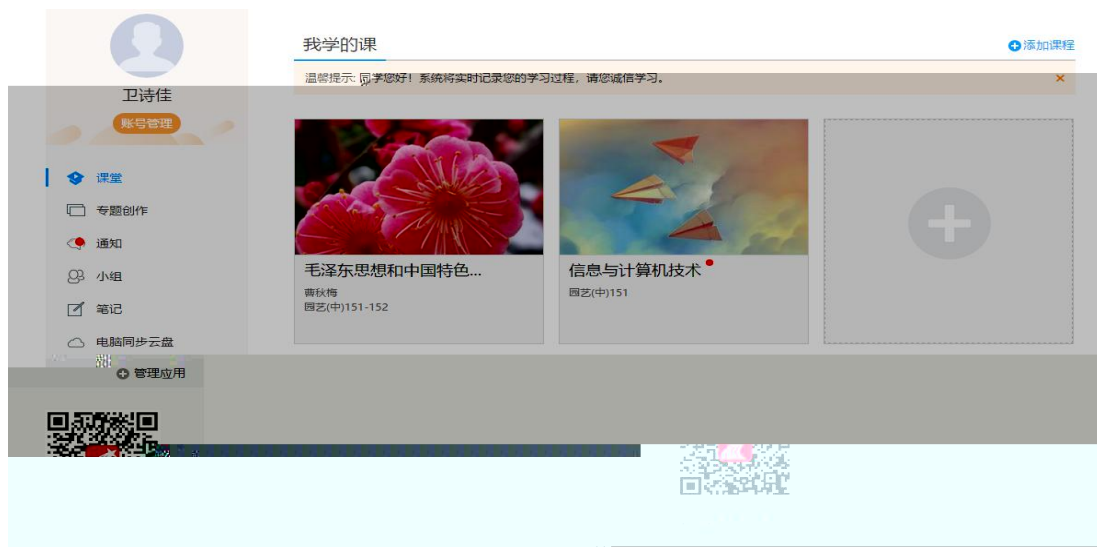 我学的课
添加课程
温馨提示: 同学您好！系统将实时记录您的学习过程，请您诚信学习。
卫诗佳
账号管理
课堂
专题创作
通知
小组
笔记
电脑同步云盘
管理应用
毛泽东思想和中国特色...
曹秋梅
园艺(中)151-152
信息与计算机技术
园艺(中)151